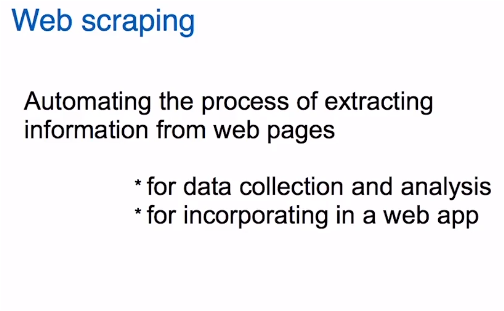 Web scraping
Automating the process of extracting
information from web pages
* for data collection and analysis
* for incorporating in a web app